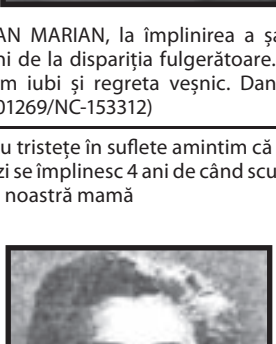 AN MARIAN, la împlinirea a șa
ni de la dispariția fulgerătoare.
m iubi și regreta veșnic. Dan
01269/NC-153312)
u tristețe în suflete amintim că
zi se împlinesc 4 ani de când scu
noastră mamă